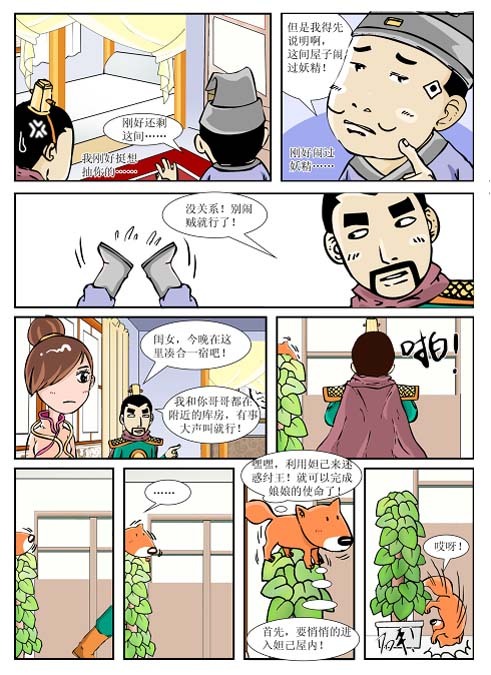 刚好还剩
这间……
我刚好挺想
抽你的……
但是我得先
说明啊，
这间屋子闹
过妖精！
刚好闹过
妖精……
没关系！别闹
贼就行了！
闺女，今晚在这
里凑合一宿吧！
我和你哥哥都在
附近的库房，有事
大声叫就行！
啪！
……
嘿嘿，利用妲己来迷
惑纣王！就可以完成
娘娘的使命了！
首先，要悄悄的进
入妲己屋内！
哎呀！